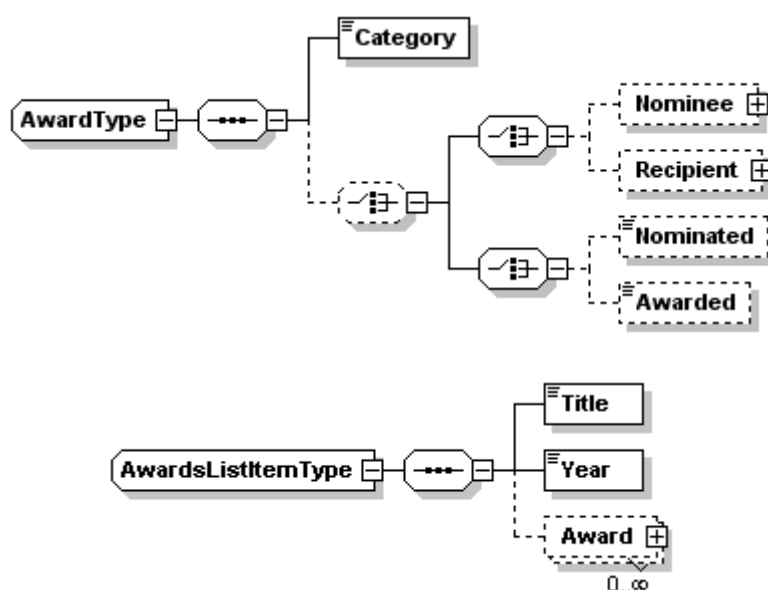 Category
AwardType
Nominee
Recipient
Nominated
Awarded
Title
AwardsListItemType
Year
Award
0..∞